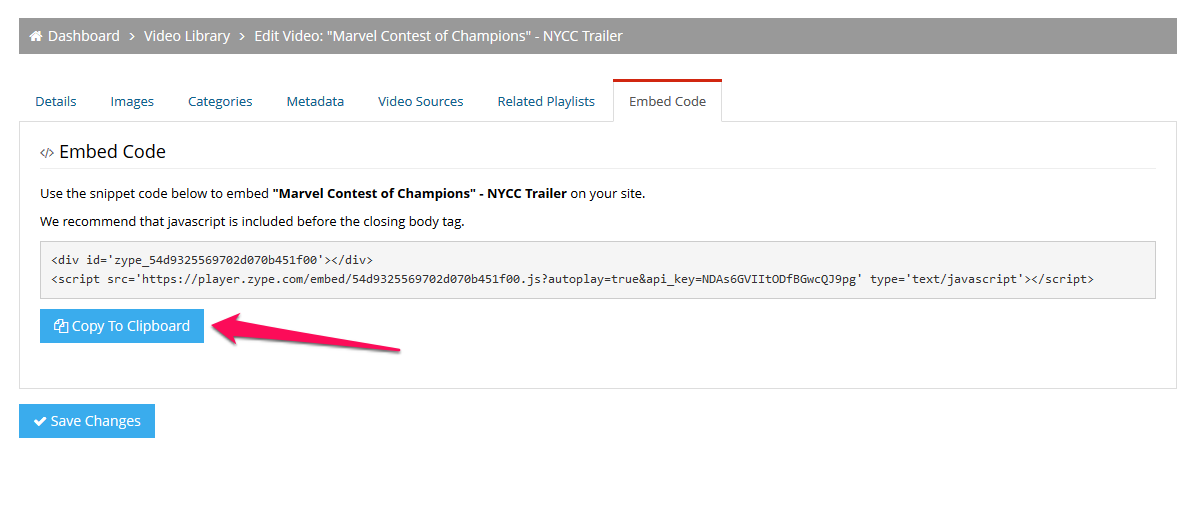 Dashboard > Video Library > Edit Video: "Marvel Contest of Champions" - NYCC Trailer
Details Images Categories Metadata Video Sources Related Playlists Embed Code
</> Embed Code
Use the snippet code below to embed "Marvel Contest of Champions" - NYCC Trailer on your site.
We recommend that javascript is included before the closing body tag.
<div id='zype_54d9325569702d070b451f00'></div>
<script src='https://player.zype.com/embed/54d9325569702d070b451f00.js?autoplay=true&api_key=NDAs6GVIItODfBGwcQJ9pg' type='text/javascript'></script>
Copy To Clipboard
Save Changes